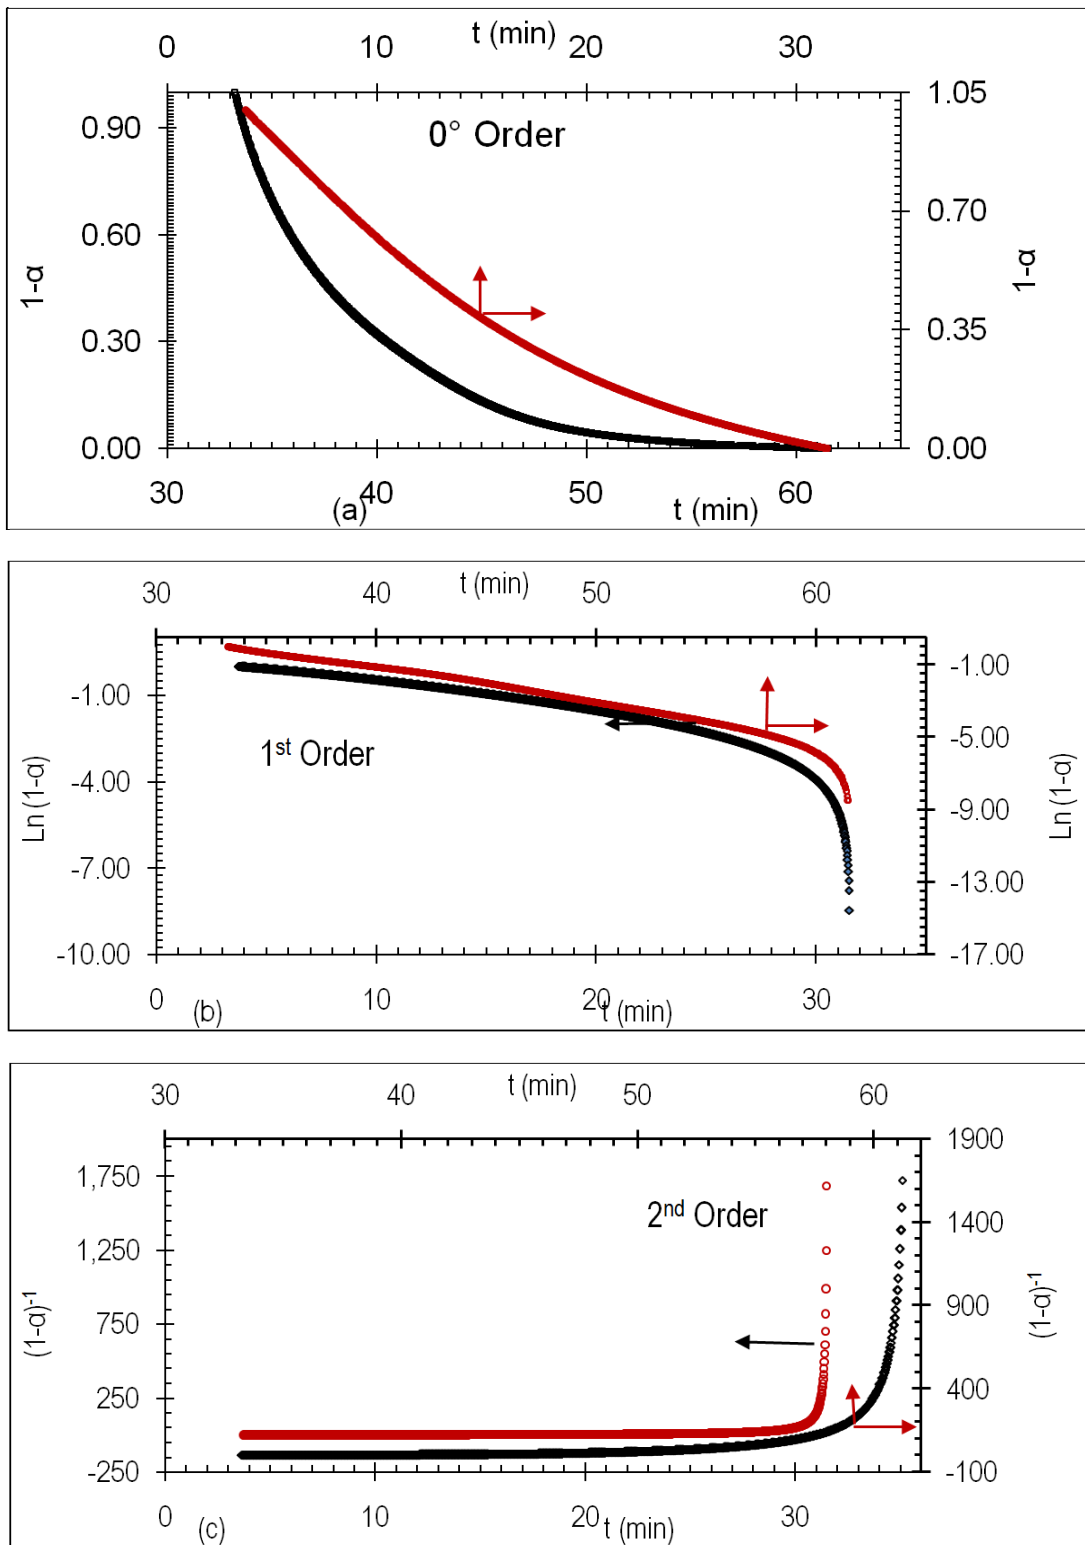 t (min)
0 10 20 30
0.90 1.05
0° Order
0.60 0.70
1-α 1-α
0.30 0.35
0.00 0.00
30 40 50 60
(a) t (min)
t (min)
30 40 50 60
-1.00 -1.00
1st Order -5.00
Ln (1-α) Ln (1-α)
-4.00 -9.00
-7.00 -13.00
-10.00 -17.00
0 10 20 30
(b) t (min)
30 40 50 60
t (min)
1,750 1900
2nd Order
1,250 1400
(1-α)-1 (1-α)-1
750 900
250 400
-250 -100
0 10 20 30
(c) t (min)